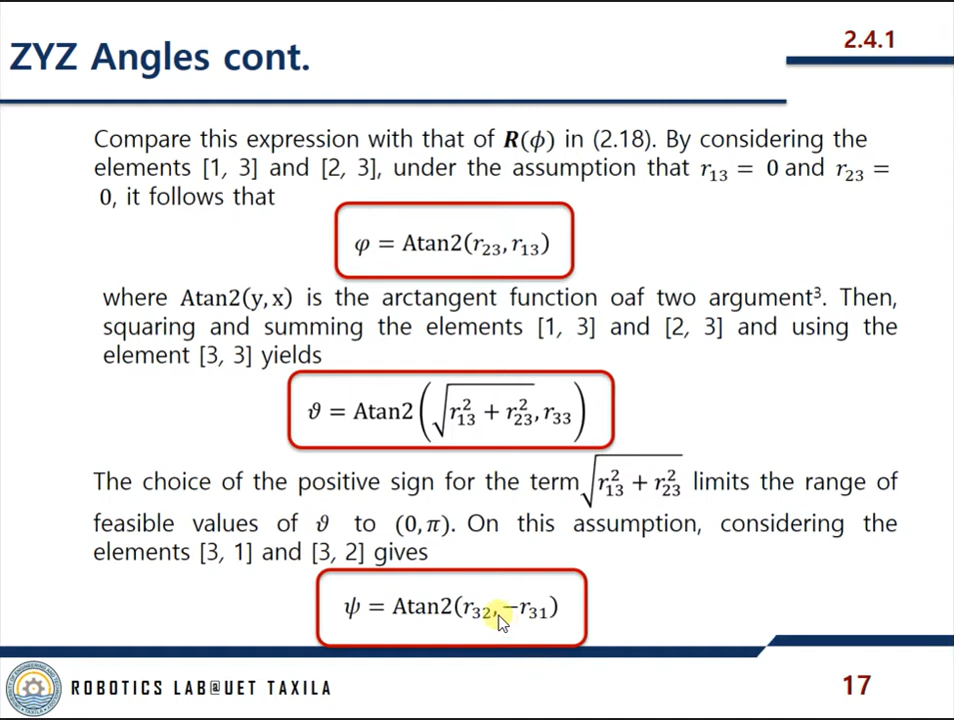 ZYZ Angles cont.
2.4.1
Compare this expression with that of R(ϕ) in (2.18). By considering the
elements [1, 3] and [2, 3], under the assumption that r₁₃ = 0 and r₂₃ =
0, it follows that
φ = Atan2(r₂₃, r₁₃)
where Atan2(y, x) is the arctangent function oaf two argument³. Then,
squaring and summing the elements [1, 3] and [2, 3] and using the
element [3, 3] yields
ϑ = Atan2(√(r₁₃² + r₂₃²), r₃₃)
The choice of the positive sign for the term √(r₁₃² + r₂₃²) limits the range of
feasible values of ϑ to (0, π). On this assumption, considering the
elements [3, 1] and [3, 2] gives
ψ = Atan2(r₃₂, −r₃₁)
ROBOTICS LAB@UET TAXILA
17